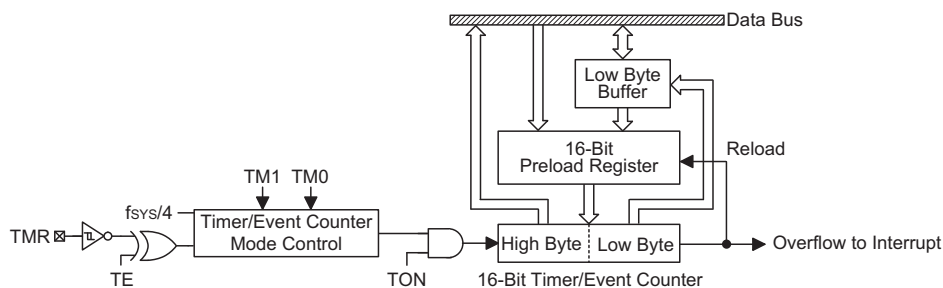 Data Bus
Low Byte
Buffer
16-Bit
Preload Register
Reload
TM1 TM0
fSYS/4
Timer/Event Counter
Mode Control
TMR
TE
TON
High Byte Low Byte
Overflow to Interrupt
16-Bit Timer/Event Counter